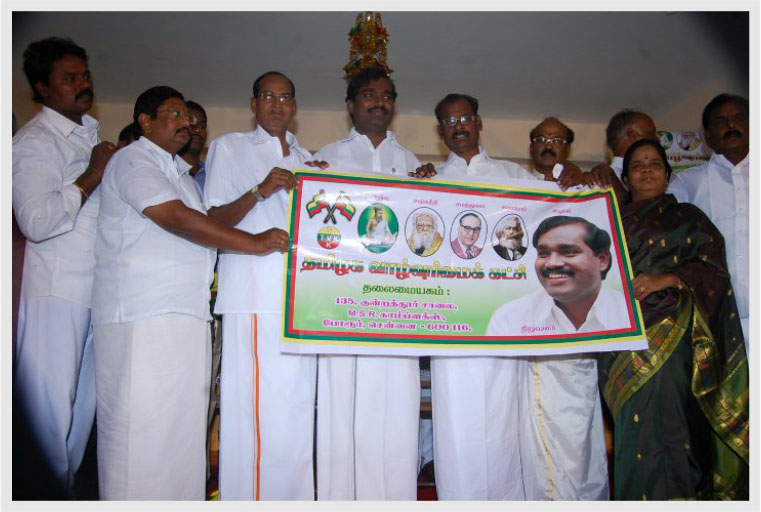 தமிழக வாழ்வுரிமைக் கட்சி
தலைமையகம் :
135, குன்றத்தூர் சாலை,
M.S.R காம்ப்ளக்ஸ்,
போரூர், சென்னை - 600 116.